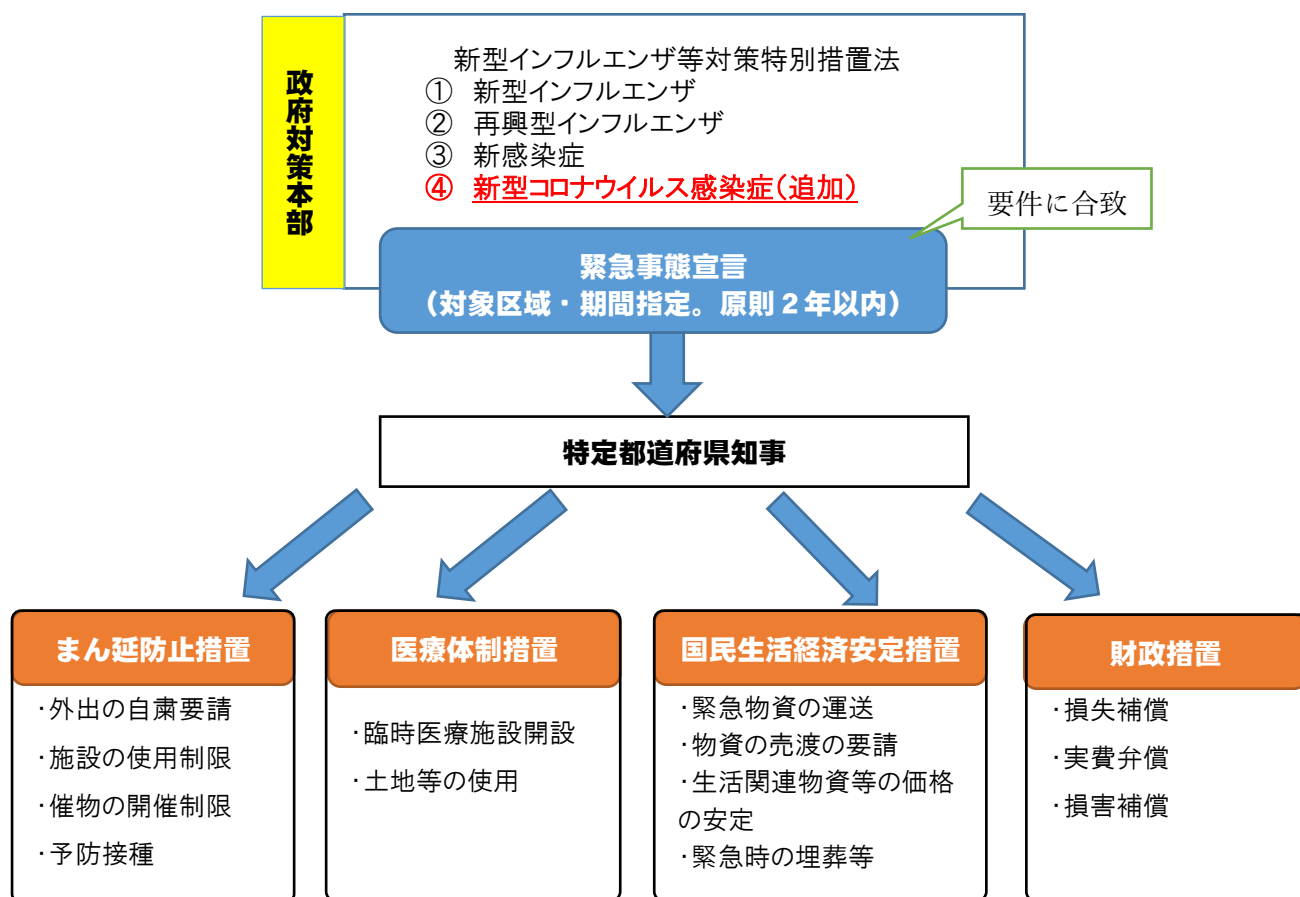 政府対策本部
新型インフルエンザ等対策特別措置法
① 新型インフルエンザ
② 再興型インフルエンザ
③ 新感染症
④ 新型コロナウイルス感染症(追加)
要件に合致
緊急事態宣言
(対象区域・期間指定。原則2年以内)
特定都道府県知事
まん延防止措置
・外出の自粛要請
・施設の使用制限
・催物の開催制限
・予防接種
医療体制措置
・臨時医療施設開設
・土地等の使用
国民生活経済安定措置
・緊急物資の運送
・物資の売渡の要請
・生活関連物資等の価格
の安定
・緊急時の埋葬等
財政措置
・損失補償
・実費弁償
・損害補償